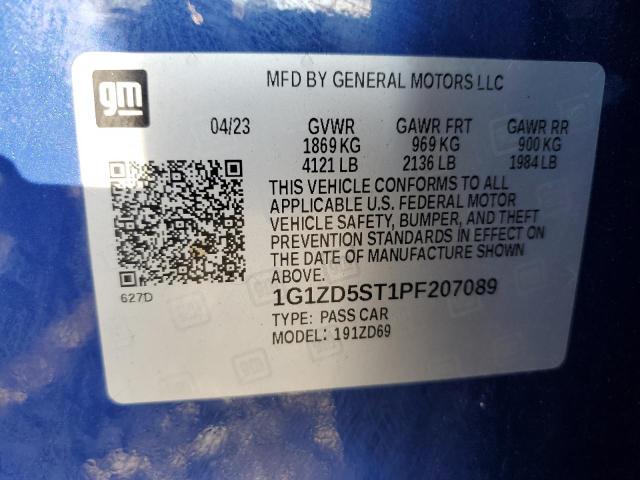 gm
MFD BY GENERAL MOTORS LLC
04/23 GVWR GAWR FRT GAWR RR
1869 KG 969 KG 900 KG
4121 LB 2136 LB 1984 LB
THIS VEHICLE CONFORMS TO ALL
APPLICABLE U.S. FEDERAL MOTOR
VEHICLE SAFETY, BUMPER, AND THEFT
PREVENTION STANDARDS IN EFFECT ON
THE DATE OF MANUFACTURE SHOWN
ABOVE.
627D
1G1ZD5ST1PF207089
TYPE: PASS CAR
MODEL: 191ZD69